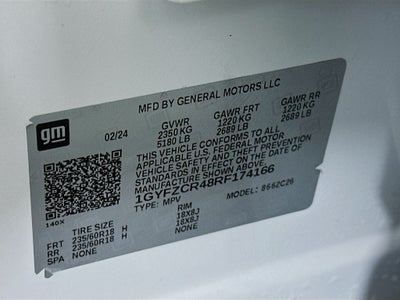 MFD BY GENERAL MOTORS LLC
gm
02/24 GVWR GAWR FRT GAWR RR
2350 KG 1220 KG 1220 KG
5180 LB 2689 LB 2689 LB
THIS VEHICLE CONFORMS TO ALL
APPLICABLE U.S. FEDERAL MOTOR
VEHICLE SAFETY AND THEFT PREVENTION
STANDARDS IN EFFECT ON THE DATE OF
MANUFACTURE SHOWN ABOVE.
1GYFZCR48RF174166
TYPE: MPV MODEL: 866ZC26
140X
TIRE SIZE RIM
FRT 235/60R18 H 18X8J
RR 235/60R18 H 18X8J
SPA NONE NONE